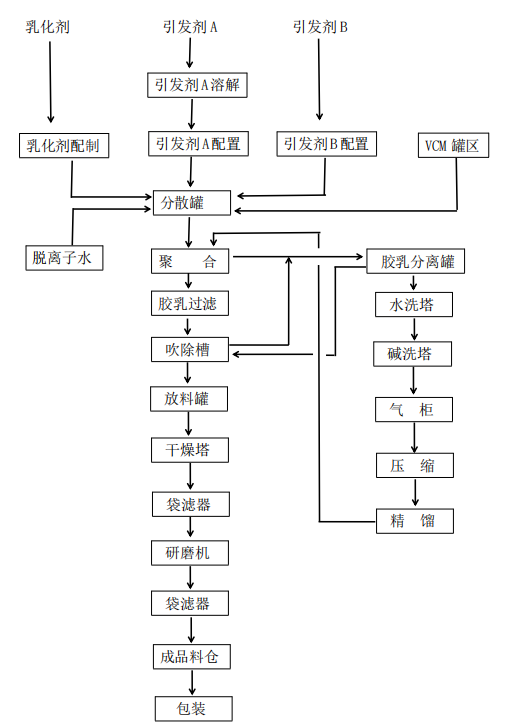 乳化剂
引发剂A
引发剂B
引发剂A溶解
乳化剂配制
引发剂A配置
引发剂B配置
VCM 罐区
分散罐
脱离子水
聚 合
胶乳分离罐
胶乳过滤
水洗塔
吹除槽
碱洗塔
放料罐
气 柜
干燥塔
压 缩
袋滤器
精 馏
研磨机
袋滤器
成品料仓
包装